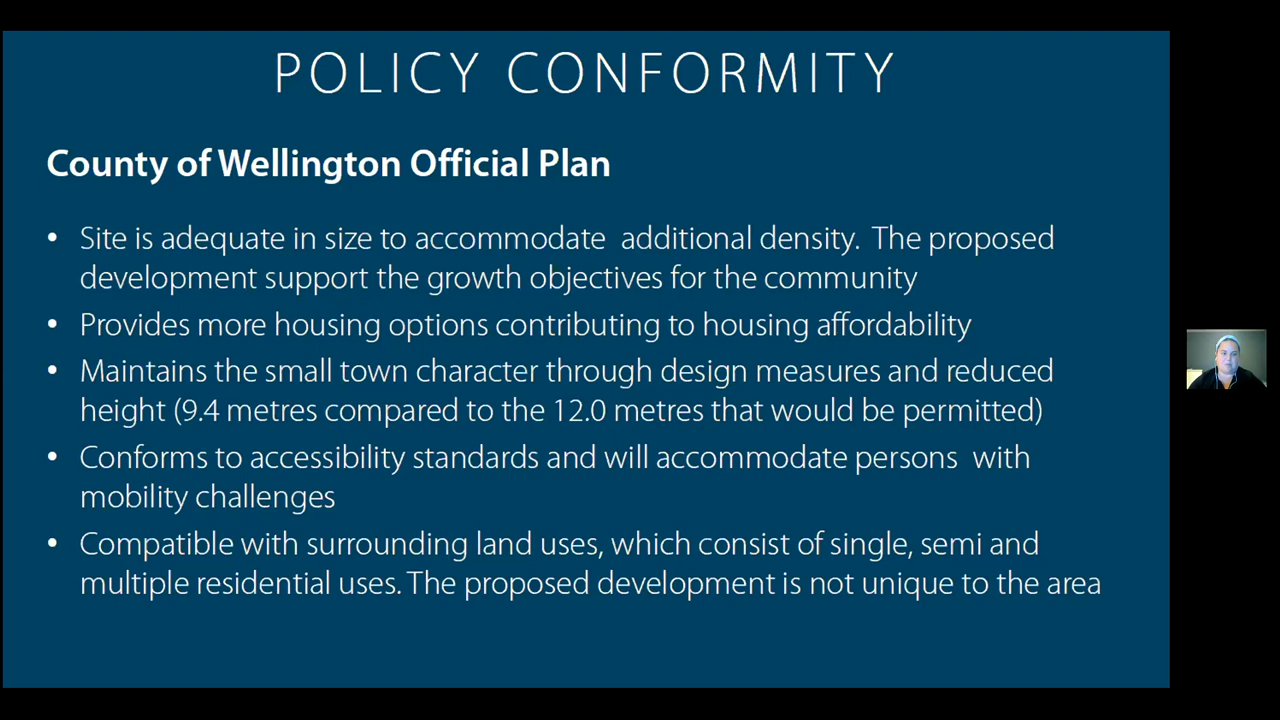 POLICY CONFORMITY
County of Wellington Official Plan
• Site is adequate in size to accommodate additional density. The proposed
development support the growth objectives for the community
• Provides more housing options contributing to housing affordability
• Maintains the small town character through design measures and reduced
height (9.4 metres compared to the 12.0 metres that would be permitted)
• Conforms to accessibility standards and will accommodate persons with
mobility challenges
• Compatible with surrounding land uses, which consist of single, semi and
multiple residential uses. The proposed development is not unique to the area